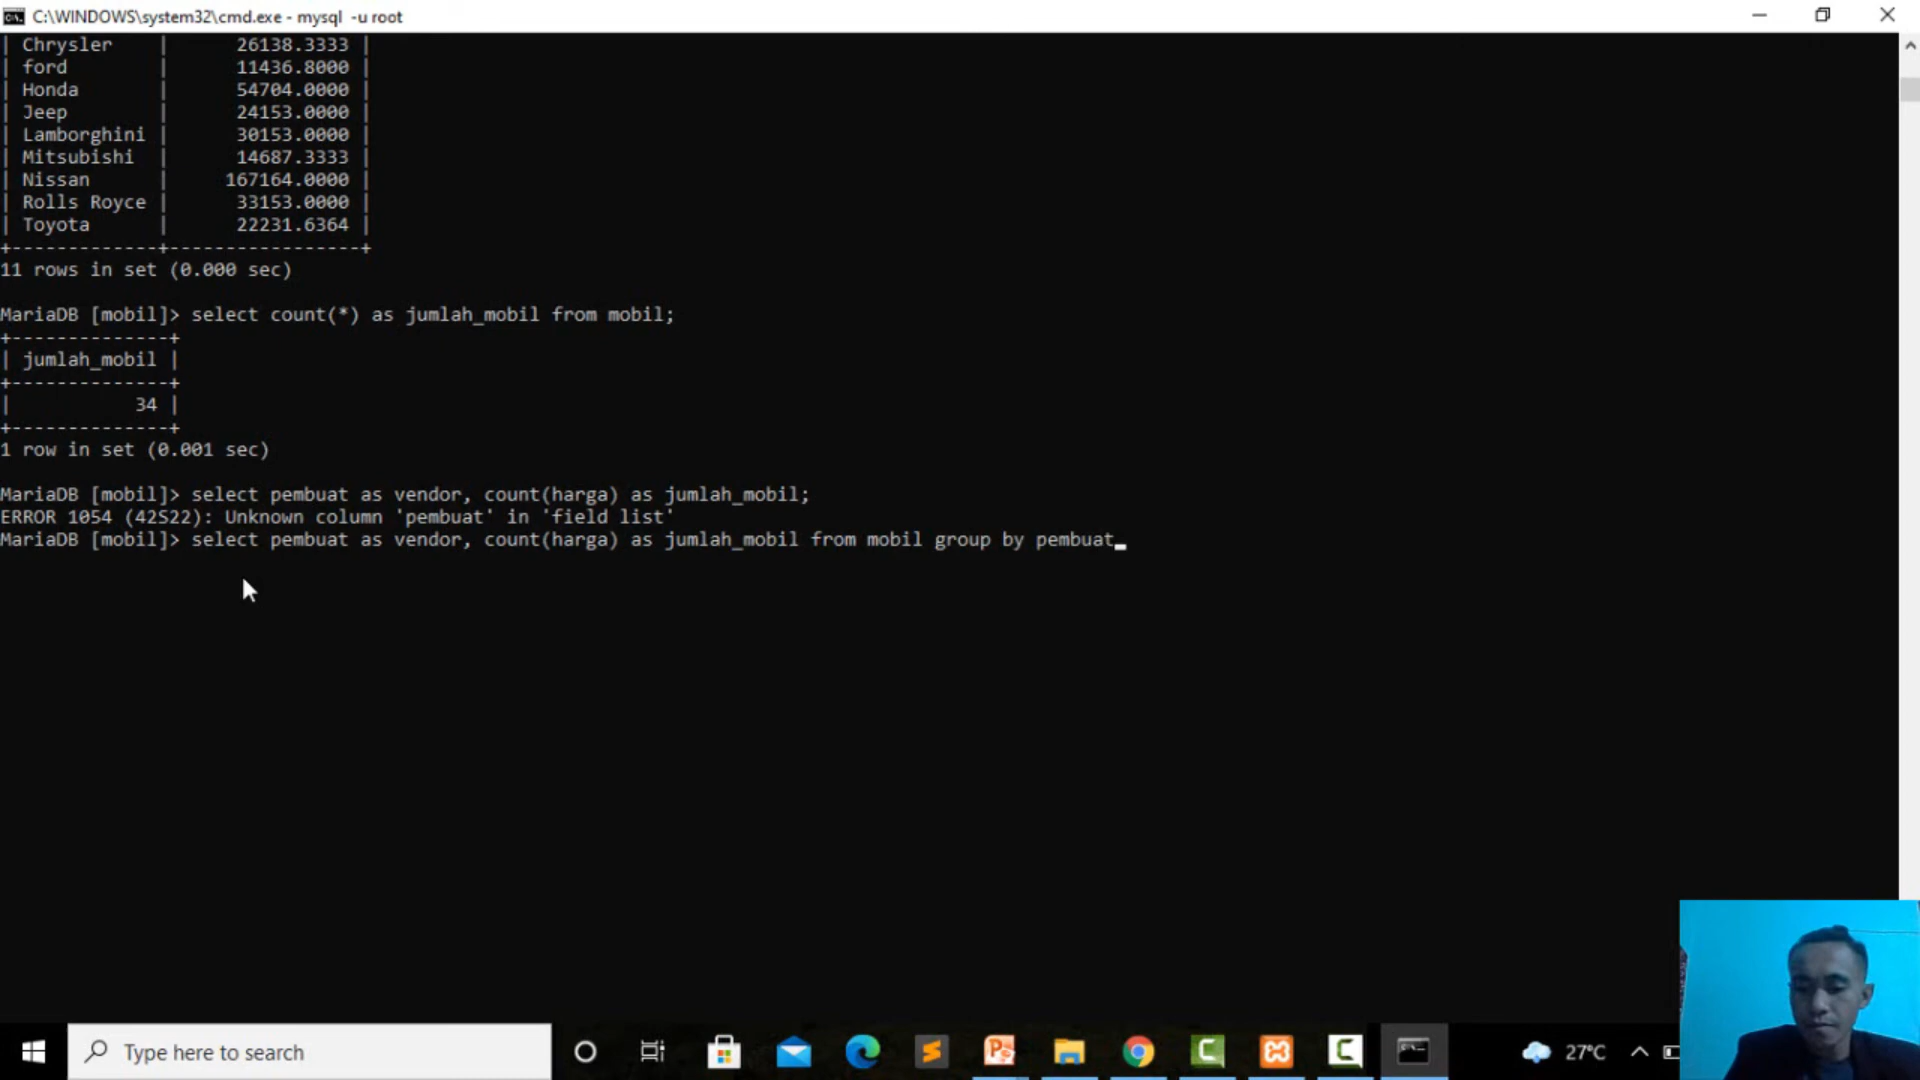 C:\WINDOWS\system32\cmd.exe - mysql -u root
| Chrysler | 26138.3333 |
| ford | 11436.8000 |
| Honda | 54704.0000 |
| Jeep | 24153.0000 |
| Lamborghini | 30153.0000 |
| Mitsubishi | 14687.3333 |
| Nissan | 167164.0000 |
| Rolls Royce | 33153.0000 |
| Toyota | 22231.6364 |
+-------------+-----------------+
11 rows in set (0.000 sec)
MariaDB [mobil]> select count(*) as jumlah_mobil from mobil;
+--------------+
| jumlah_mobil |
+--------------+
| 34 |
+--------------+
1 row in set (0.001 sec)
MariaDB [mobil]> select pembuat as vendor, count(harga) as jumlah_mobil;
ERROR 1054 (42S22): Unknown column 'pembuat' in 'field list'
MariaDB [mobil]> select pembuat as vendor, count(harga) as jumlah_mobil from mobil group by pembuat_
Type here to search
27°C